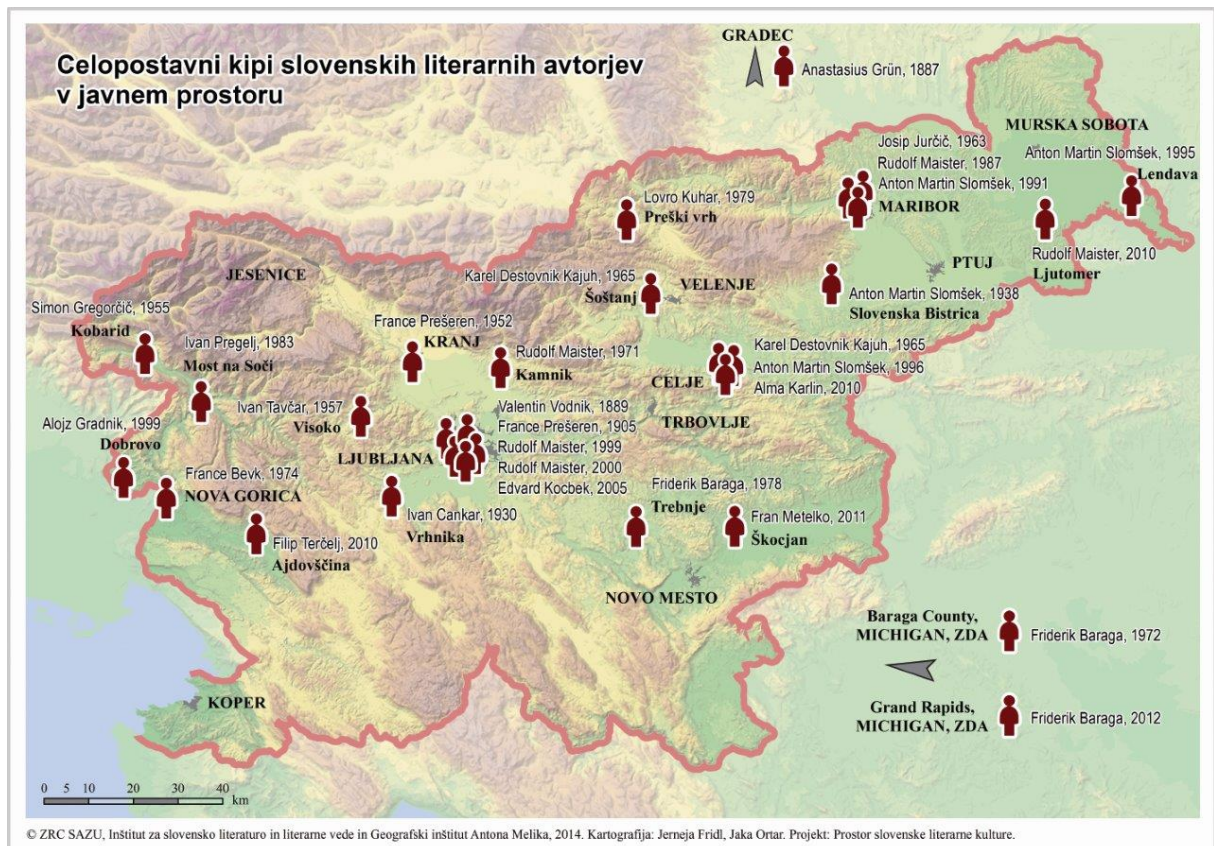 Celopostavni kipi slovenskih literarnih avtorjev
v javnem prostoru
GRADEC
Anastasius Grün, 1887
MURSKA SOBOTA
Anton Martin Slomšek, 1995
Lendava
Josip Jurčič, 1963
Rudolf Maister, 1987
Anton Martin Slomšek, 1991
MARIBOR
Lovro Kuhar, 1979
Preški vrh
Rudolf Maister, 2010
Ljutomer
PTUJ
JESENICE
Karel Destovnik Kajuh, 1965
Šoštanj
VELENJE
Anton Martin Slomšek, 1938
Slovenska Bistrica
Simon Gregorčič, 1955
Kobarid
Ivan Pregelj, 1983
Most na Soči
France Prešeren, 1952
KRANJ
Rudolf Maister, 1971
Kamnik
Karel Destovnik Kajuh, 1965
Anton Martin Slomšek, 1996
Alma Karlin, 2010
CELJE
TRBOVLJE
Ivan Tavčar, 1957
Visoko
Alojz Gradnik, 1999
Dobrovo
Valentin Vodnik, 1889
France Prešeren, 1905
Rudolf Maister, 1999
Rudolf Maister, 2000
Edvard Kocbek, 2005
LJUBLJANA
France Bevk, 1974
NOVA GORICA
Ivan Cankar, 1930
Vrhnika
Friderik Baraga, 1978
Trebnje
Fran Metelko, 2011
Škocjan
Filip Terčelj, 2010
Ajdovščina
NOVO MESTO
Baraga County,
MICHIGAN, ZDA
Friderik Baraga, 1972
Grand Rapids,
MICHIGAN, ZDA
Friderik Baraga, 2012
KOPER
0 5 10 20 30 40
km
© ZRC SAZU, Inštitut za slovensko literaturo in literarne vede in Geografski inštitut Antona Melika, 2014. Kartografija: Jerneja Fridl, Jaka Ortar. Projekt: Prostor slovenske literarne kulture.